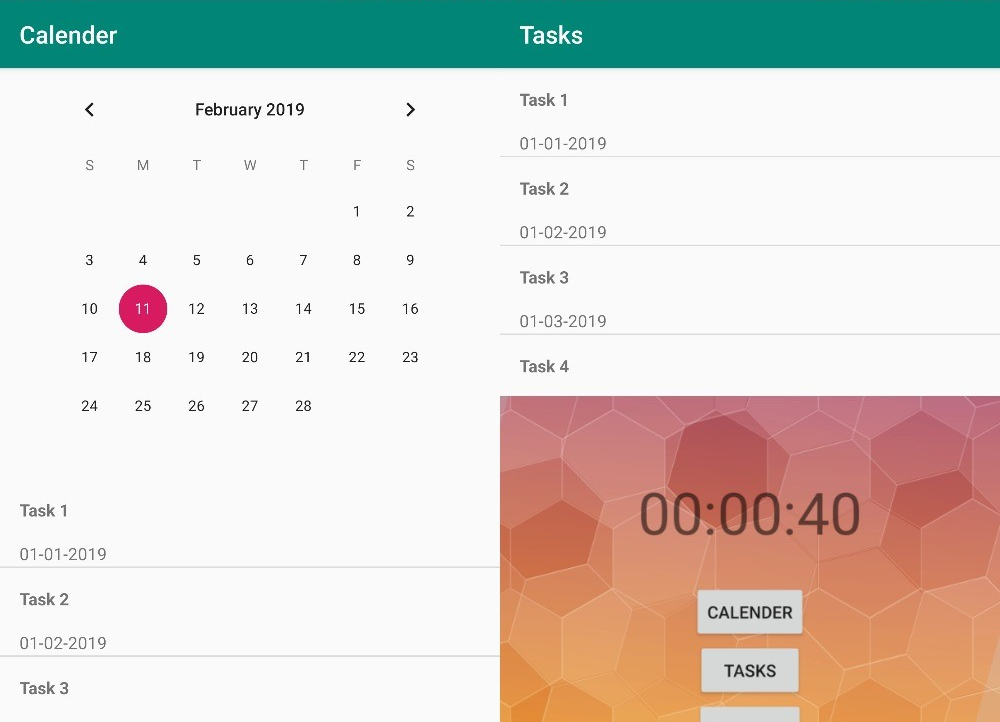 Calender
February 2019
S M T W T F S
1 2
3 4 5 6 7 8 9
10 11 12 13 14 15 16
17 18 19 20 21 22 23
24 25 26 27 28
Task 1
01-01-2019
Task 2
01-02-2019
Task 3
Tasks
Task 1
01-01-2019
Task 2
01-02-2019
Task 3
01-03-2019
Task 4
00:00:40
CALENDER
TASKS